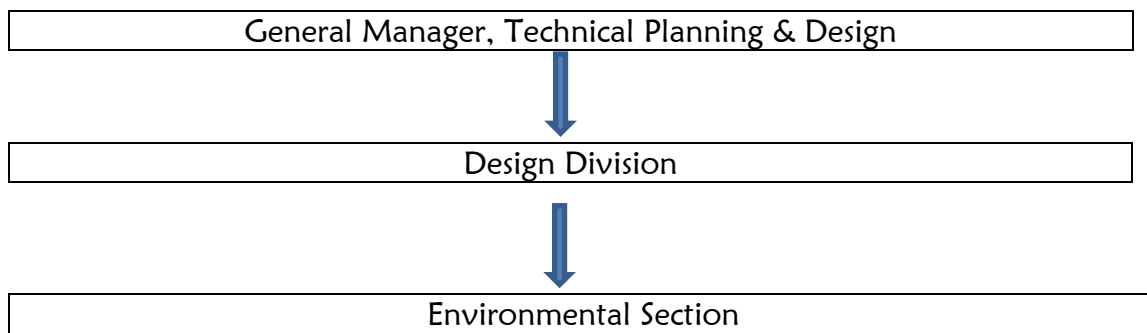 General Manager, Technical Planning & Design
Design Division
Environmental Section